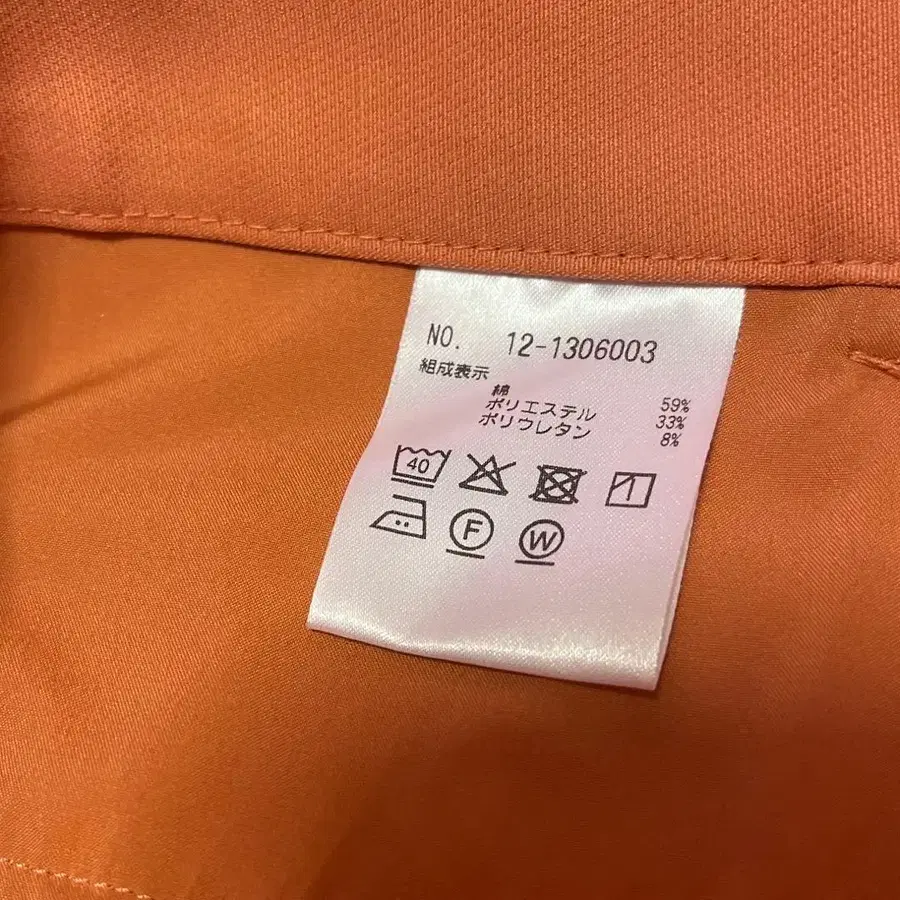 NO. 12-1306003
組成表示
綿 59%
ポリエステル 33%
ポリウレタン 8%
40
F W